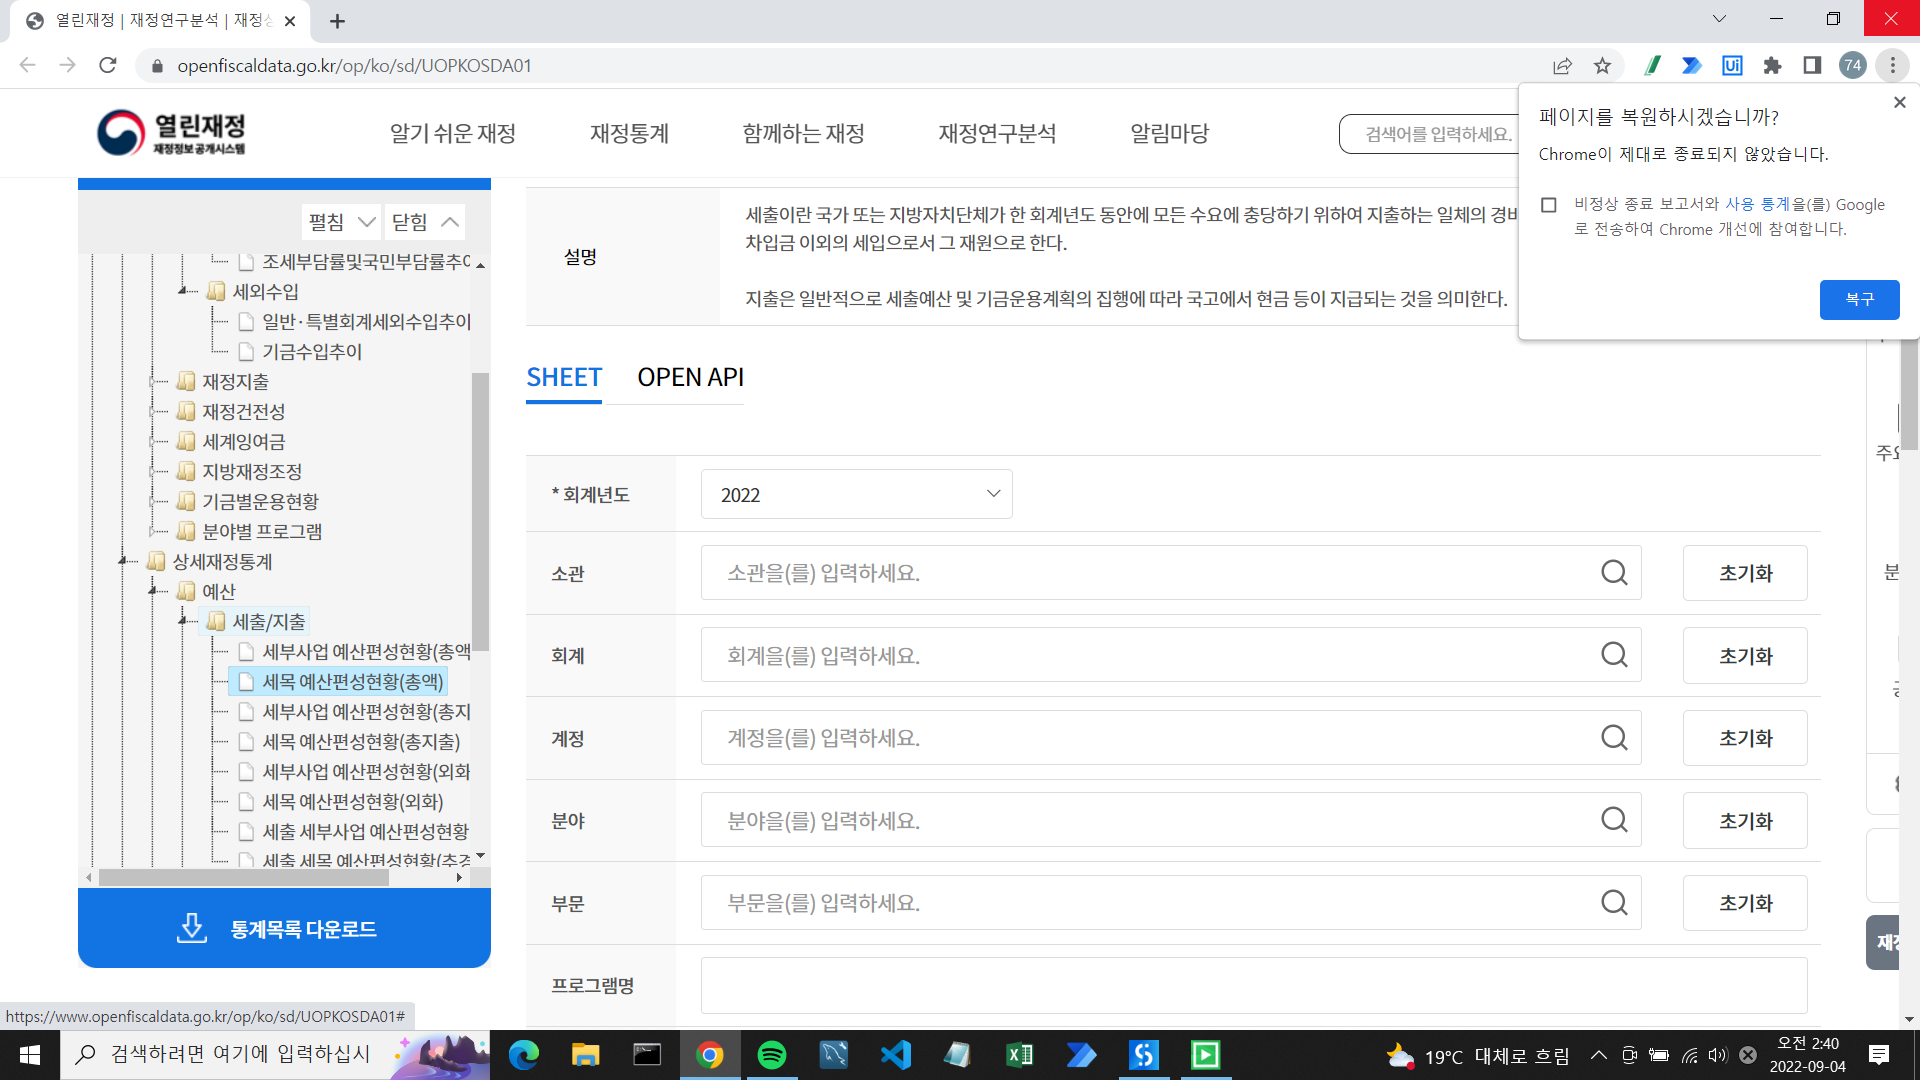 열린재정 | 재정연구분석 | 재정상
openfiscaldata.go.kr/op/ko/sd/UOPKOSDA01
74
열린재정
재정정보공개시스템
알기 쉬운 재정
재정통계
함께하는 재정
재정연구분석
알림마당
검색어를 입력하세요.
페이지를 복원하시겠습니까?
Chrome이 제대로 종료되지 않았습니다.
비정상 종료 보고서와 사용 통계을(를) Google
로 전송하여 Chrome 개선에 참여합니다.
복구
펼침
닫힘
조세부담률및국민부담률추이
세외수입
일반·특별회계세외수입추이
기금수입추이
재정지출
재정건전성
세계잉여금
지방재정조정
기금별운용현황
분야별 프로그램
상세재정통계
예산
세출/지출
세부사업 예산편성현황(총액
세목 예산편성현황(총액)
세부사업 예산편성현황(총지
세목 예산편성현황(총지출)
세부사업 예산편성현황(외화
세목 예산편성현황(외화)
세출 세부사업 예산편성현황
세출 세목 예산편성현황(추경
통계목록 다운로드
설명
세출이란 국가 또는 지방자치단체가 한 회계년도 동안에 모든 수요에 충당하기 위하여 지출하는 일체의 경비
차입금 이외의 세입으로서 그 재원으로 한다.
지출은 일반적으로 세출예산 및 기금운용계획의 집행에 따라 국고에서 현금 등이 지급되는 것을 의미한다.
SHEET
OPEN API
* 회계년도
2022
소관
소관을(를) 입력하세요.
초기화
회계
회계을(를) 입력하세요.
초기화
계정
계정을(를) 입력하세요.
초기화
분야
분야을(를) 입력하세요.
초기화
부문
부문을(를) 입력하세요.
초기화
프로그램명
주요
분
공
재정
https://www.openfiscaldata.go.kr/op/ko/sd/UOPKOSDA01#
검색하려면 여기에 입력하십시
19°C 대체로 흐림
오전 2:40
2022-09-04